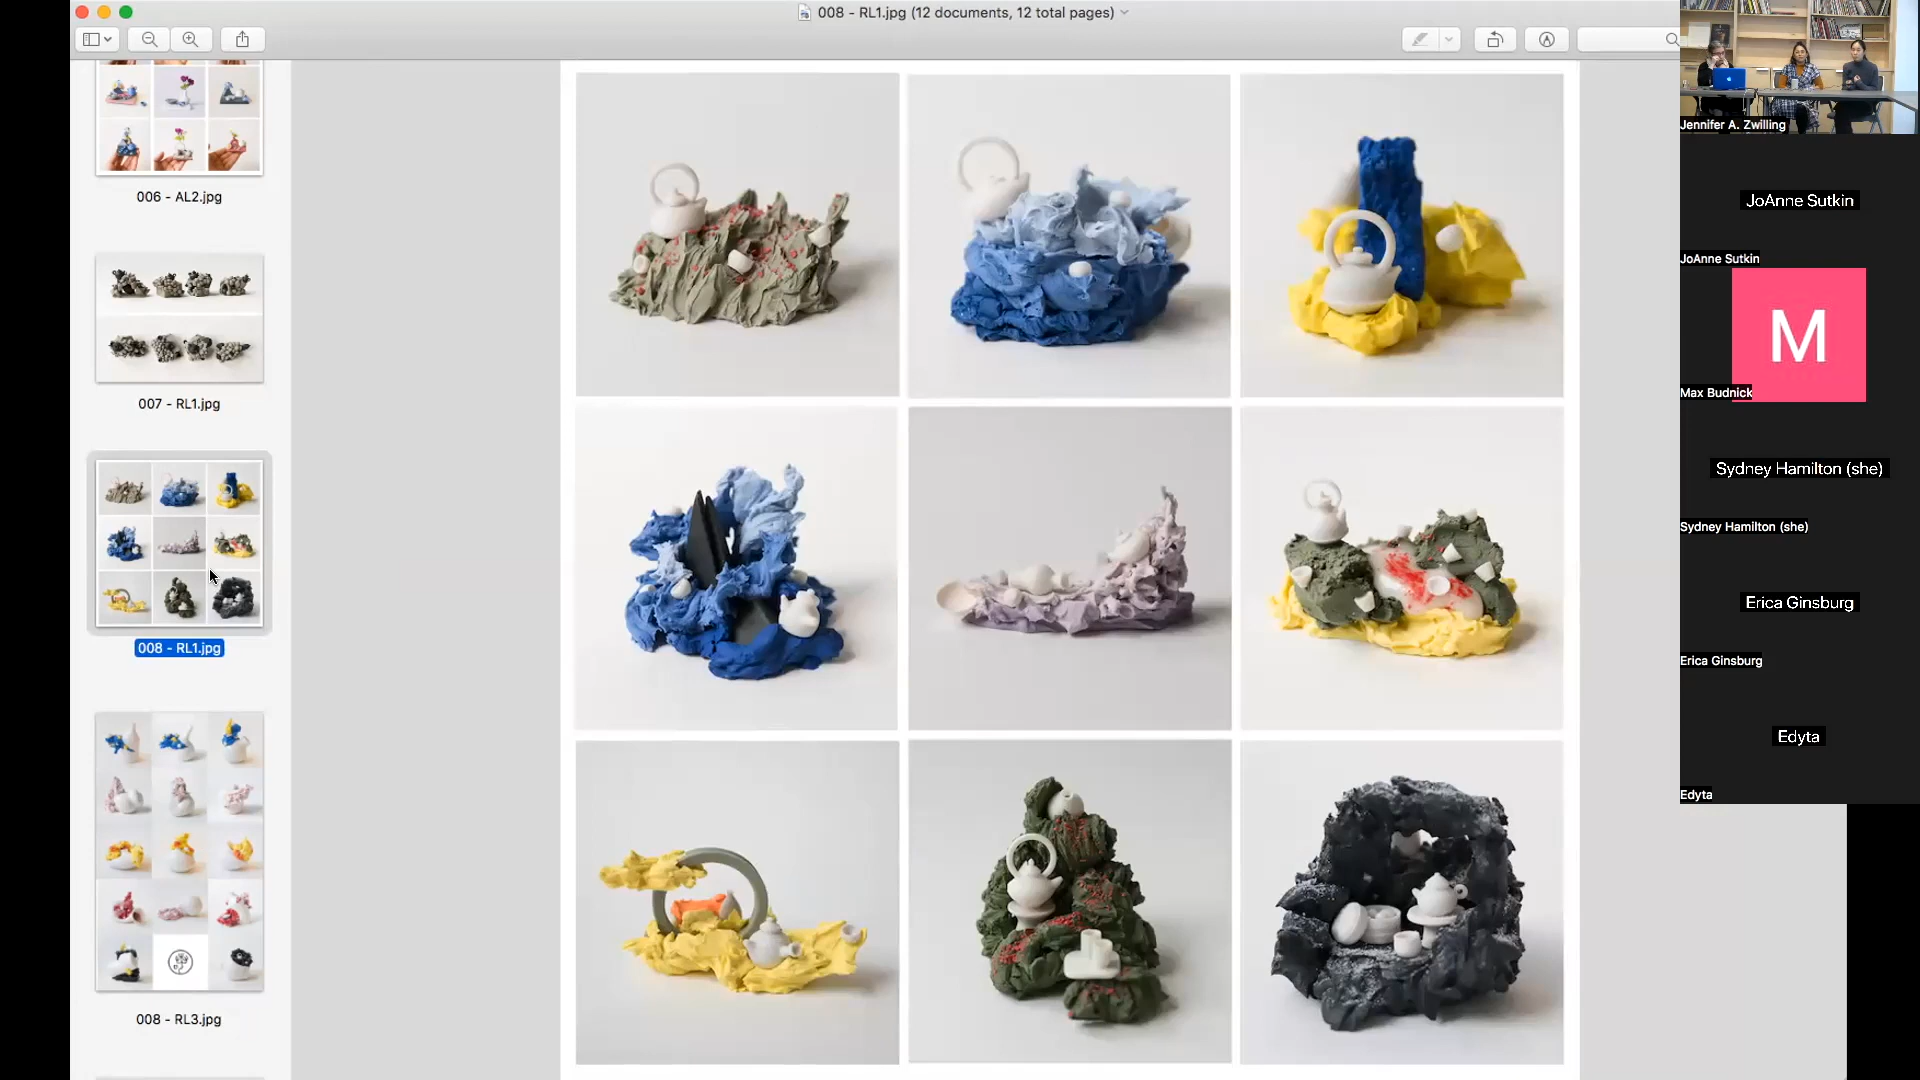 008 - RL1.jpg (12 documents, 12 total pages)
006 - AL2.jpg
007 - RL1.jpg
008 - RL1.jpg
008 - RL3.jpg
Jennifer A. Zwilling
JoAnne Sutkin
JoAnne Sutkin
M
Max Budnick
Sydney Hamilton (she)
Sydney Hamilton (she)
Erica Ginsburg
Erica Ginsburg
Edyta
Edyta